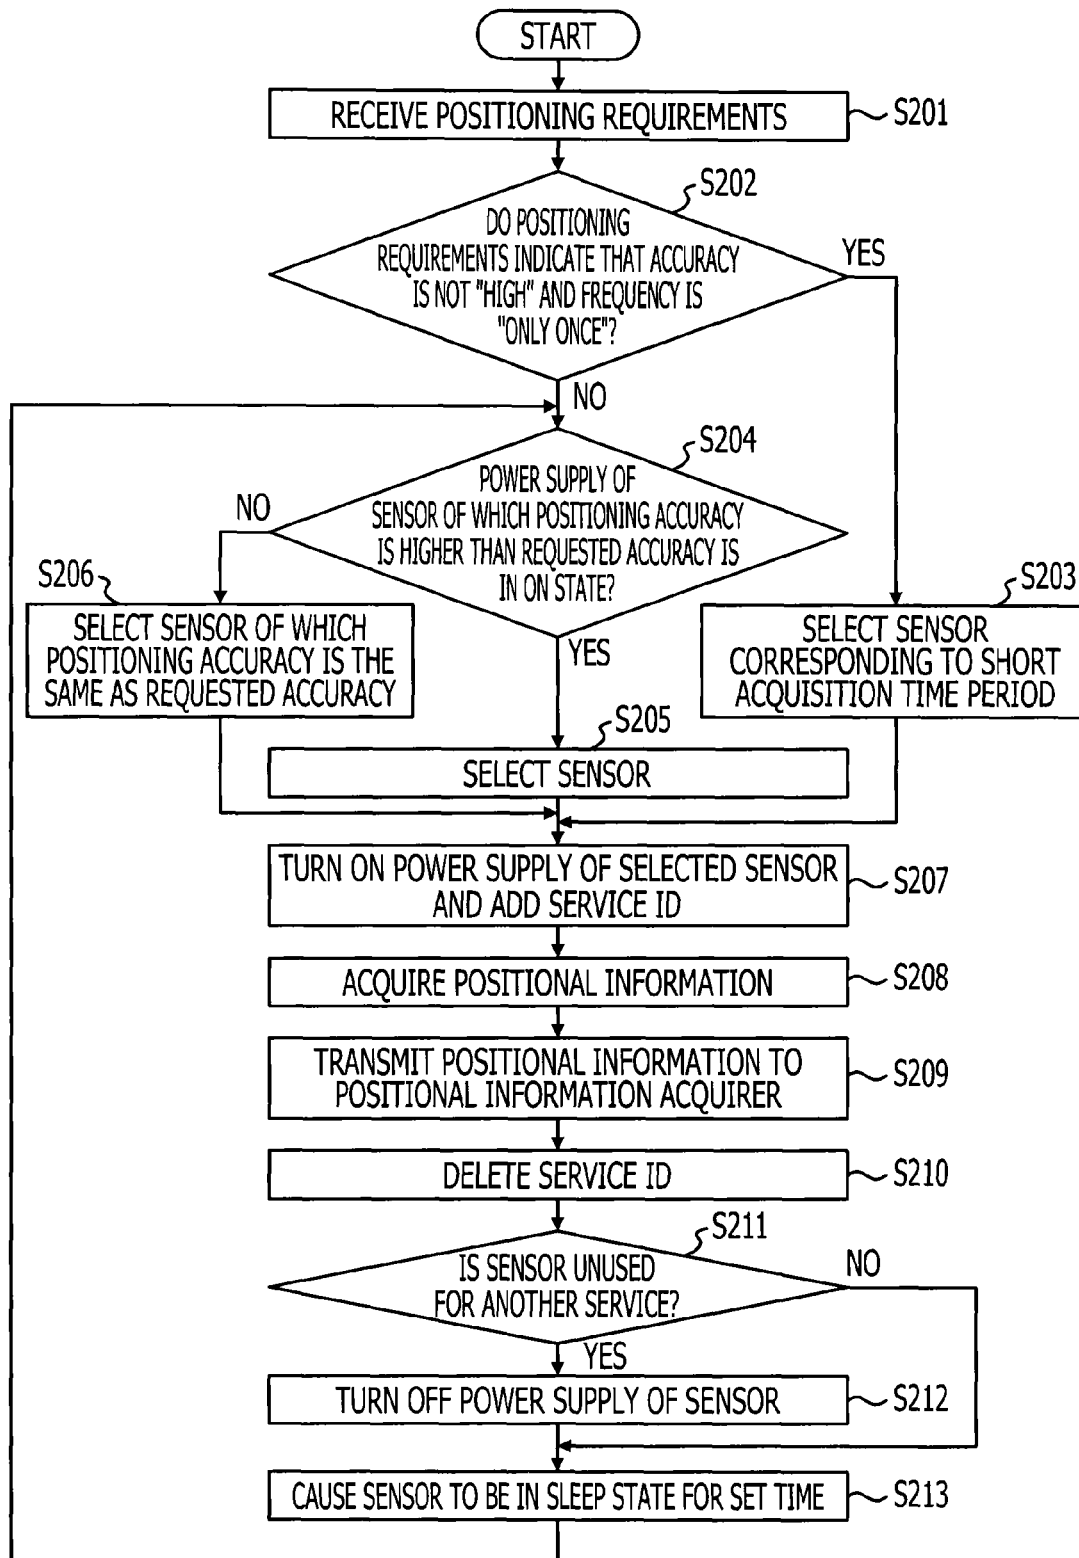 START
RECEIVE POSITIONING REQUIREMENTS
S201
S202
DO POSITIONING
REQUIREMENTS INDICATE THAT ACCURACY
IS NOT "HIGH" AND FREQUENCY IS
"ONLY ONCE"?
YES
NO
S204
POWER SUPPLY OF
SENSOR OF WHICH POSITIONING ACCURACY
IS HIGHER THAN REQUESTED ACCURACY IS
IN ON STATE?
NO
YES
S206
SELECT SENSOR OF WHICH
POSITIONING ACCURACY IS THE
SAME AS REQUESTED ACCURACY
S203
SELECT SENSOR
CORRESPONDING TO SHORT
ACQUISITION TIME PERIOD
S205
SELECT SENSOR
TURN ON POWER SUPPLY OF SELECTED SENSOR
AND ADD SERVICE ID
S207
ACQUIRE POSITIONAL INFORMATION
S208
TRANSMIT POSITIONAL INFORMATION TO
POSITIONAL INFORMATION ACQUIRER
S209
DELETE SERVICE ID
S210
S211
IS SENSOR UNUSED
FOR ANOTHER SERVICE?
NO
YES
TURN OFF POWER SUPPLY OF SENSOR
S212
CAUSE SENSOR TO BE IN SLEEP STATE FOR SET TIME
S213